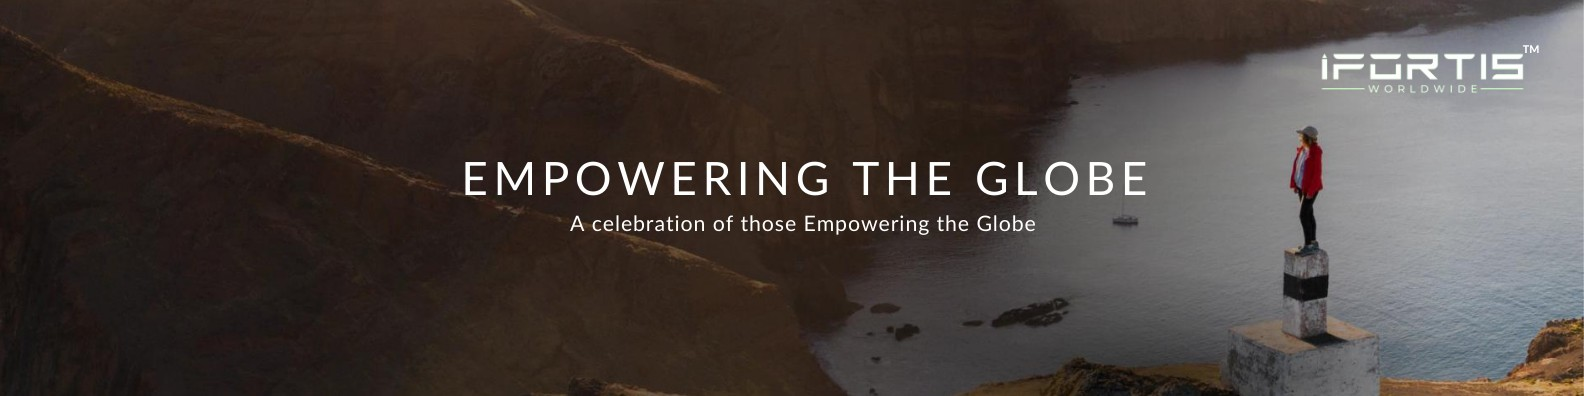 IFORTIS™
WORLDWIDE
EMPOWERING THE GLOBE
A celebration of those Empowering the Globe